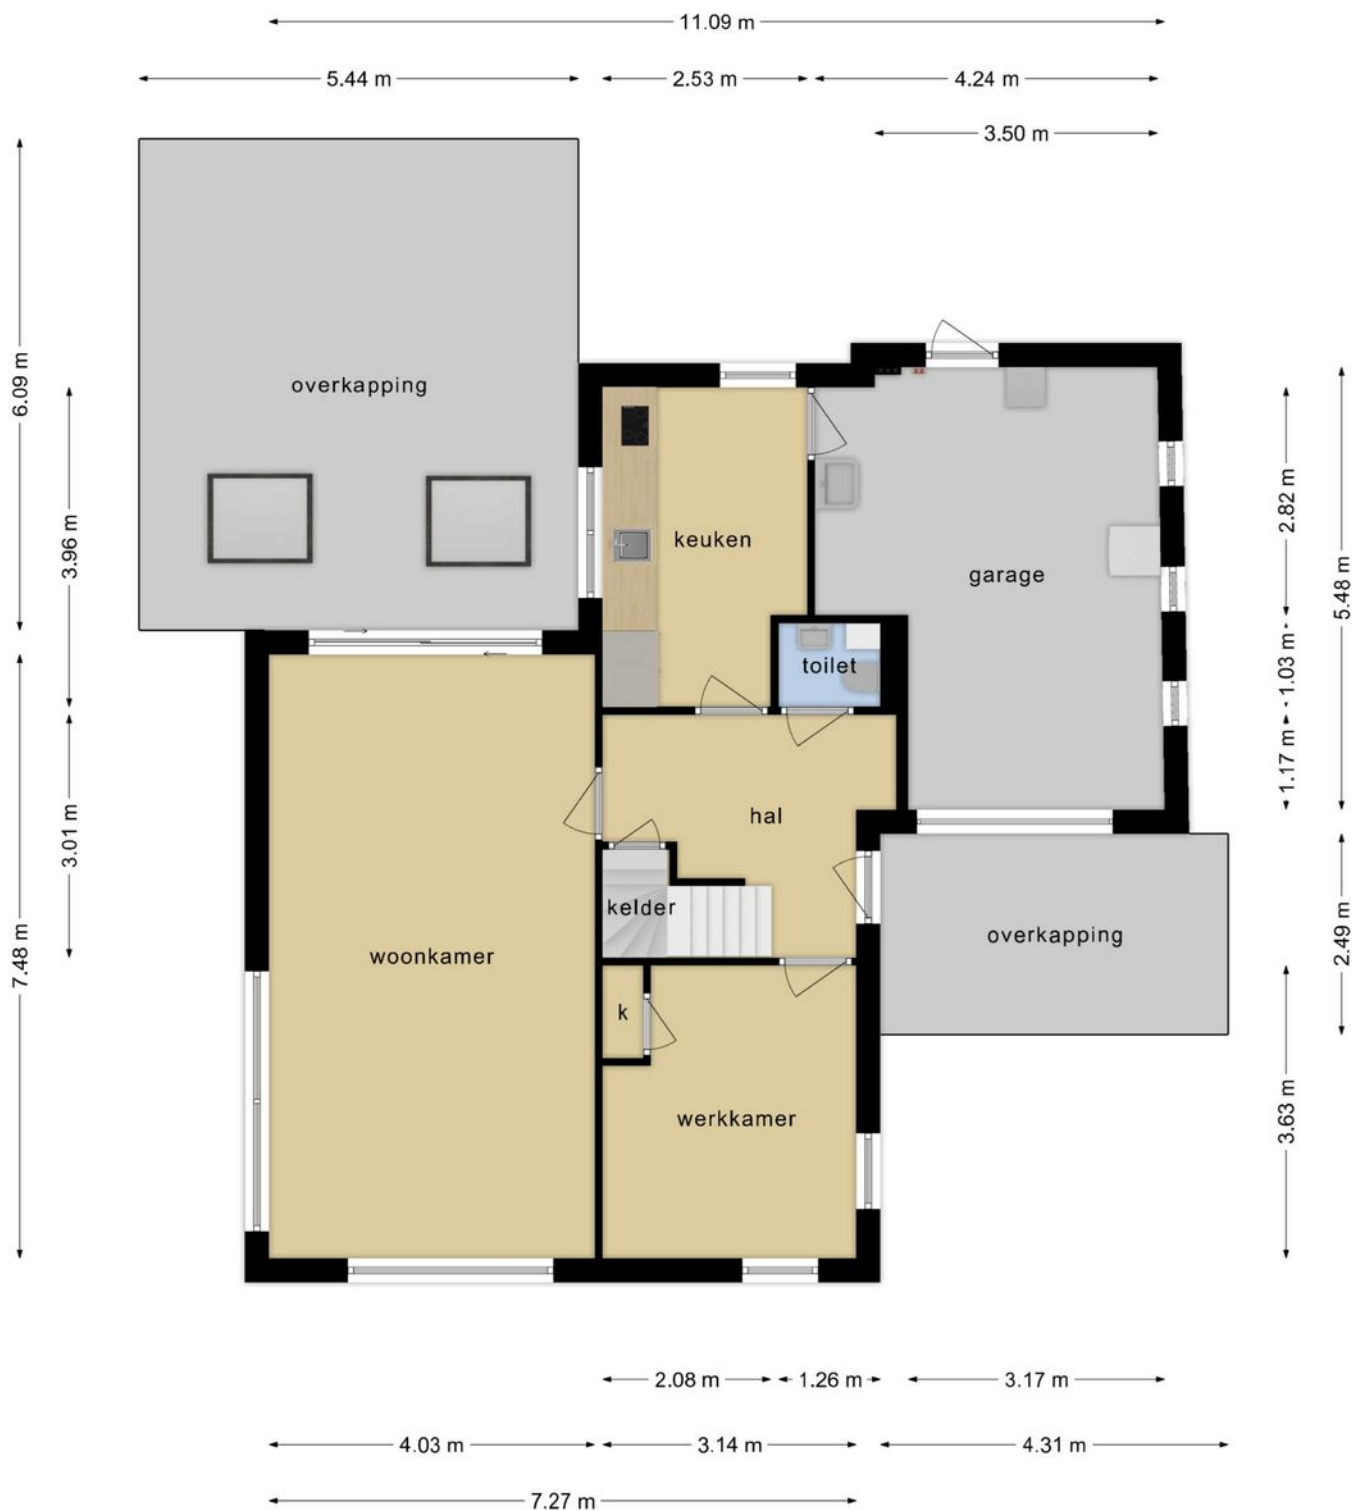 11.09 m
5.44 m
2.53 m
4.24 m
3.50 m
6.09 m
overkapping
3.96 m
keuken
2.82 m
garage
5.48 m
toilet
1.03 m
1.17 m
hal
3.01 m
kelder
7.48 m
woonkamer
overkapping
2.49 m
k
werkkamer
3.63 m
2.08 m
1.26 m
3.17 m
4.03 m
3.14 m
4.31 m
7.27 m